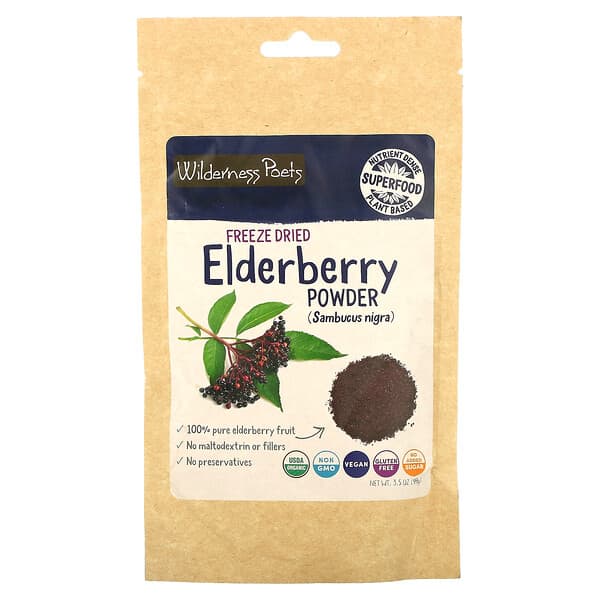 Wilderness Poets
NUTRIENT DENSE
SUPERFOOD
PLANT BASED
FREEZE DRIED
Elderberry
POWDER
(Sambucus nigra)
✓ 100% pure elderberry fruit
✓ No maltodextrin or fillers
✓ No preservatives
USDA
ORGANIC
NON
GMO
VEGAN
GLUTEN
FREE
NO ADDED
SUGAR
NET WT. 3.5 OZ (99g)